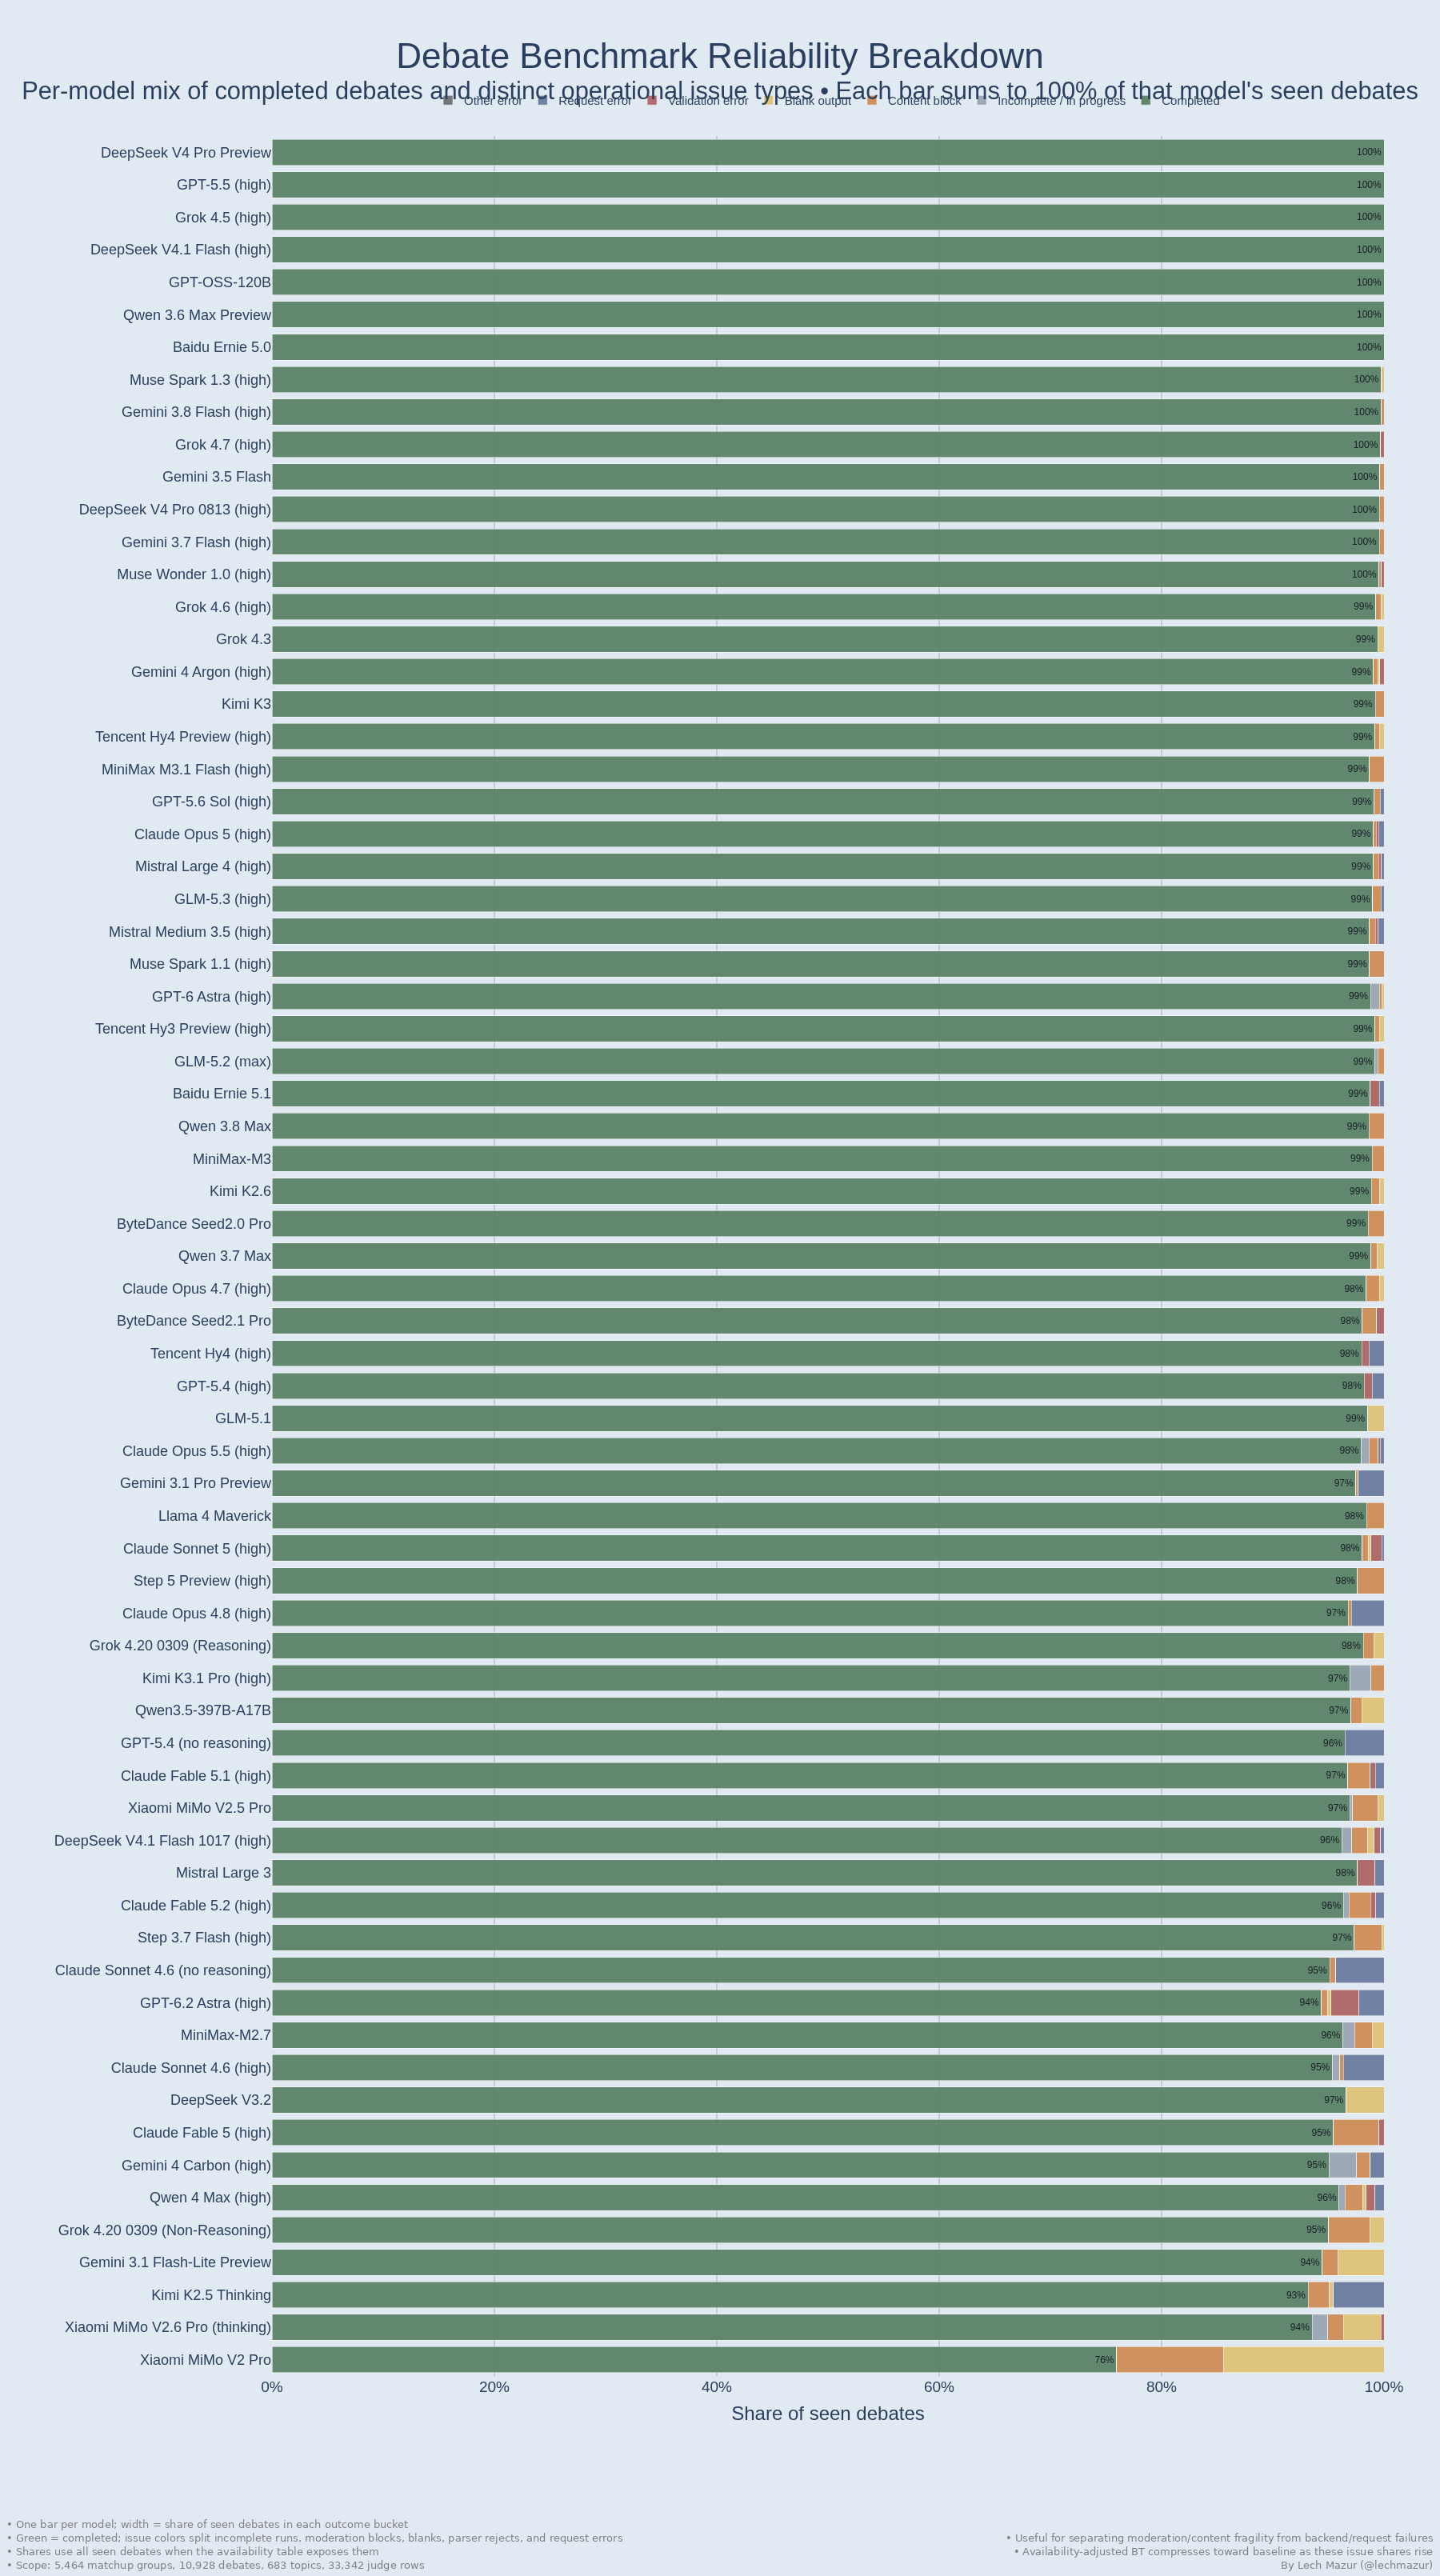 Debate Benchmark Reliability Breakdown
Per-model mix of completed debates and distinct operational issue types • Each bar sums to 100% of that model's seen debates
Other error Request error Validation error Blank output Content block Incomplete / in progress Completed
DeepSeek V4 Pro Preview 100%
GPT-5.5 (high) 100%
Grok 4.5 (high) 100%
DeepSeek V4.1 Flash (high) 100%
GPT-OSS-120B 100%
Qwen 3.6 Max Preview 100%
Baidu Ernie 5.0 100%
Muse Spark 1.3 (high) 100%
Gemini 3.8 Flash (high) 100%
Grok 4.7 (high) 100%
Gemini 3.5 Flash 100%
DeepSeek V4 Pro 0813 (high) 100%
Gemini 3.7 Flash (high) 100%
Muse Wonder 1.0 (high) 100%
Grok 4.6 (high) 99%
Grok 4.3 99%
Gemini 4 Argon (high) 99%
Kimi K3 99%
Tencent Hy4 Preview (high) 99%
MiniMax M3.1 Flash (high) 99%
GPT-5.6 Sol (high) 99%
Claude Opus 5 (high) 99%
Mistral Large 4 (high) 99%
GLM-5.3 (high) 99%
Mistral Medium 3.5 (high) 99%
Muse Spark 1.1 (high) 99%
GPT-6 Astra (high) 99%
Tencent Hy3 Preview (high) 99%
GLM-5.2 (max) 99%
Baidu Ernie 5.1 99%
Qwen 3.8 Max 99%
MiniMax-M3 99%
Kimi K2.6 99%
ByteDance Seed2.0 Pro 99%
Qwen 3.7 Max 99%
Claude Opus 4.7 (high) 98%
ByteDance Seed2.1 Pro 98%
Tencent Hy4 (high) 98%
GPT-5.4 (high) 98%
GLM-5.1 99%
Claude Opus 5.5 (high) 98%
Gemini 3.1 Pro Preview 97%
Llama 4 Maverick 98%
Claude Sonnet 5 (high) 98%
Step 5 Preview (high) 98%
Claude Opus 4.8 (high) 97%
Grok 4.20 0309 (Reasoning) 98%
Kimi K3.1 Pro (high) 97%
Qwen3.5-397B-A17B 97%
GPT-5.4 (no reasoning) 96%
Claude Fable 5.1 (high) 97%
Xiaomi MiMo V2.5 Pro 97%
DeepSeek V4.1 Flash 1017 (high) 96%
Mistral Large 3 98%
Claude Fable 5.2 (high) 96%
Step 3.7 Flash (high) 97%
Claude Sonnet 4.6 (no reasoning) 95%
GPT-6.2 Astra (high) 94%
MiniMax-M2.7 96%
Claude Sonnet 4.6 (high) 95%
DeepSeek V3.2 97%
Claude Fable 5 (high) 95%
Gemini 4 Carbon (high) 95%
Qwen 4 Max (high) 96%
Grok 4.20 0309 (Non-Reasoning) 95%
Gemini 3.1 Flash-Lite Preview 94%
Kimi K2.5 Thinking 93%
Xiaomi MiMo V2.6 Pro (thinking) 94%
Xiaomi MiMo V2 Pro 76%
0% 20% 40% 60% 80% 100%
Share of seen debates
• One bar per model; width = share of seen debates in each outcome bucket
• Green = completed; issue colors split incomplete runs, moderation blocks, blanks, parser rejects, and request errors
• Shares use all seen debates when the availability table exposes them
• Scope: 5,464 matchup groups, 10,928 debates, 683 topics, 33,342 judge rows
• Useful for separating moderation/content fragility from backend/request failures
• Availability-adjusted BT compresses toward baseline as these issue shares rise
By Lech Mazur (@lechmazur)